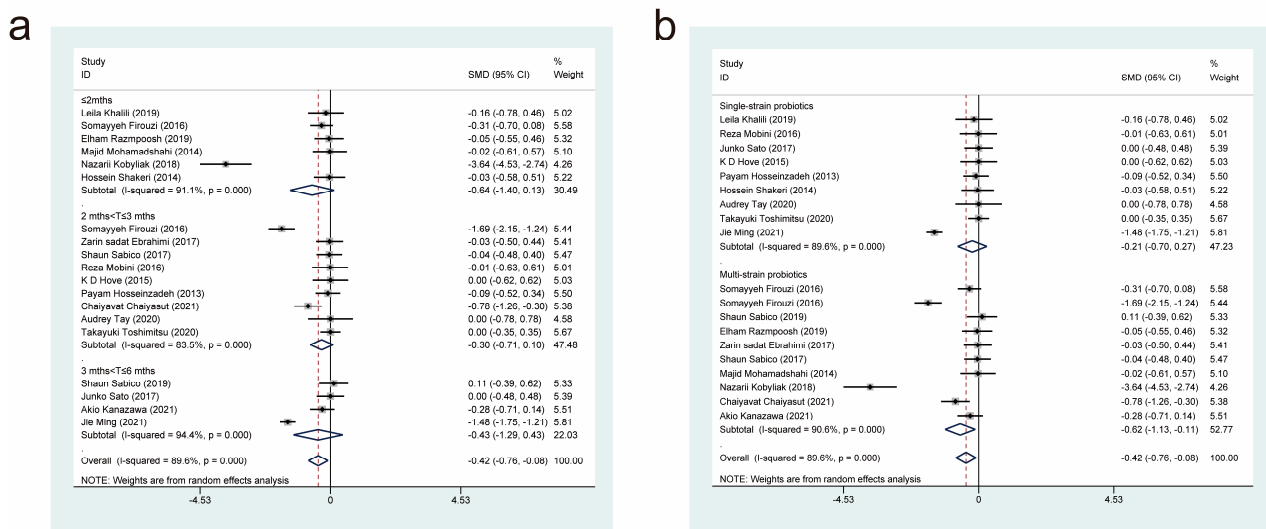 a
Study %
ID SMD (95% CI) Weight
≤2mths
Leila Khalili (2019) -0.16 (-0.78, 0.46) 5.02
Somayyeh Firouzi (2016) -0.31 (-0.70, 0.08) 5.58
Elham Razmpoosh (2019) -0.05 (-0.55, 0.46) 5.32
Majid Mohamadshahi (2014) -0.02 (-0.61, 0.57) 5.10
Nazarii Kobyliak (2018) -3.64 (-4.53, -2.74) 4.26
Hossein Shakeri (2014) -0.03 (-0.58, 0.51) 5.22
Subtotal (I-squared = 91.1%, p = 0.000) -0.64 (-1.40, 0.13) 30.49
.
2 mths<T≤3 mths
Somayyeh Firouzi (2016) -1.69 (-2.15, -1.24) 5.44
Zarin sadat Ebrahimi (2017) -0.03 (-0.50, 0.44) 5.41
Shaun Sabico (2017) -0.04 (-0.48, 0.40) 5.47
Reza Mobini (2016) -0.01 (-0.63, 0.61) 5.01
K D Hove (2015) 0.00 (-0.62, 0.62) 5.03
Payam Hosseinzadeh (2013) -0.09 (-0.52, 0.34) 5.50
Chaiyavat Chaiyasut (2021) -0.78 (-1.26, -0.30) 5.38
Audrey Tay (2020) 0.00 (-0.78, 0.78) 4.58
Takayuki Toshimitsu (2020) 0.00 (-0.35, 0.35) 5.67
Subtotal (I-squared = 83.5%, p = 0.000) -0.30 (-0.71, 0.10) 47.48
.
3 mths<T≤6 mths
Shaun Sabico (2019) 0.11 (-0.39, 0.62) 5.33
Junko Sato (2017) 0.00 (-0.48, 0.48) 5.39
Akio Kanazawa (2021) -0.28 (-0.71, 0.14) 5.51
Jie Ming (2021) -1.48 (-1.75, -1.21) 5.81
Subtotal (I-squared = 94.4%, p = 0.000) -0.43 (-1.29, 0.43) 22.03
.
Overall (I-squared = 89.6%, p = 0.000) -0.42 (-0.76, -0.08) 100.00
NOTE: Weights are from random effects analysis
-4.53 0 4.53
b
Study %
ID SMD (95% CI) Weight
Single-strain probiotics
Leila Khalili (2019) -0.16 (-0.78, 0.46) 5.02
Reza Mobini (2016) -0.01 (-0.63, 0.61) 5.01
Junko Sato (2017) 0.00 (-0.48, 0.48) 5.39
K D Hove (2015) 0.00 (-0.62, 0.62) 5.03
Payam Hosseinzadeh (2013) -0.09 (-0.52, 0.34) 5.50
Hossein Shakeri (2014) -0.03 (-0.58, 0.51) 5.22
Audrey Tay (2020) 0.00 (-0.78, 0.78) 4.58
Takayuki Toshimitsu (2020) 0.00 (-0.35, 0.35) 5.67
Jie Ming (2021) -1.48 (-1.75, -1.21) 5.81
Subtotal (I-squared = 89.6%, p = 0.000) -0.21 (-0.70, 0.27) 47.23
.
Multi-strain probiotics
Somayyeh Firouzi (2016) -0.31 (-0.70, 0.08) 5.58
Somayyeh Firouzi (2016) -1.69 (-2.15, -1.24) 5.44
Shaun Sabico (2019) 0.11 (-0.39, 0.62) 5.33
Elham Razmpoosh (2019) -0.05 (-0.55, 0.46) 5.32
Zarin sadat Ebrahimi (2017) -0.03 (-0.50, 0.44) 5.41
Shaun Sabico (2017) -0.04 (-0.48, 0.40) 5.47
Majid Mohamadshahi (2014) -0.02 (-0.61, 0.57) 5.10
Nazarii Kobyliak (2018) -3.64 (-4.53, -2.74) 4.26
Chaiyavat Chaiyasut (2021) -0.78 (-1.26, -0.30) 5.38
Akio Kanazawa (2021) -0.28 (-0.71, 0.14) 5.51
Subtotal (I-squared = 90.6%, p = 0.000) -0.62 (-1.13, -0.11) 52.77
.
Overall (I-squared = 89.6%, p = 0.000) -0.42 (-0.76, -0.08) 100.00
NOTE: Weights are from random effects analysis
-4.53 0 4.53